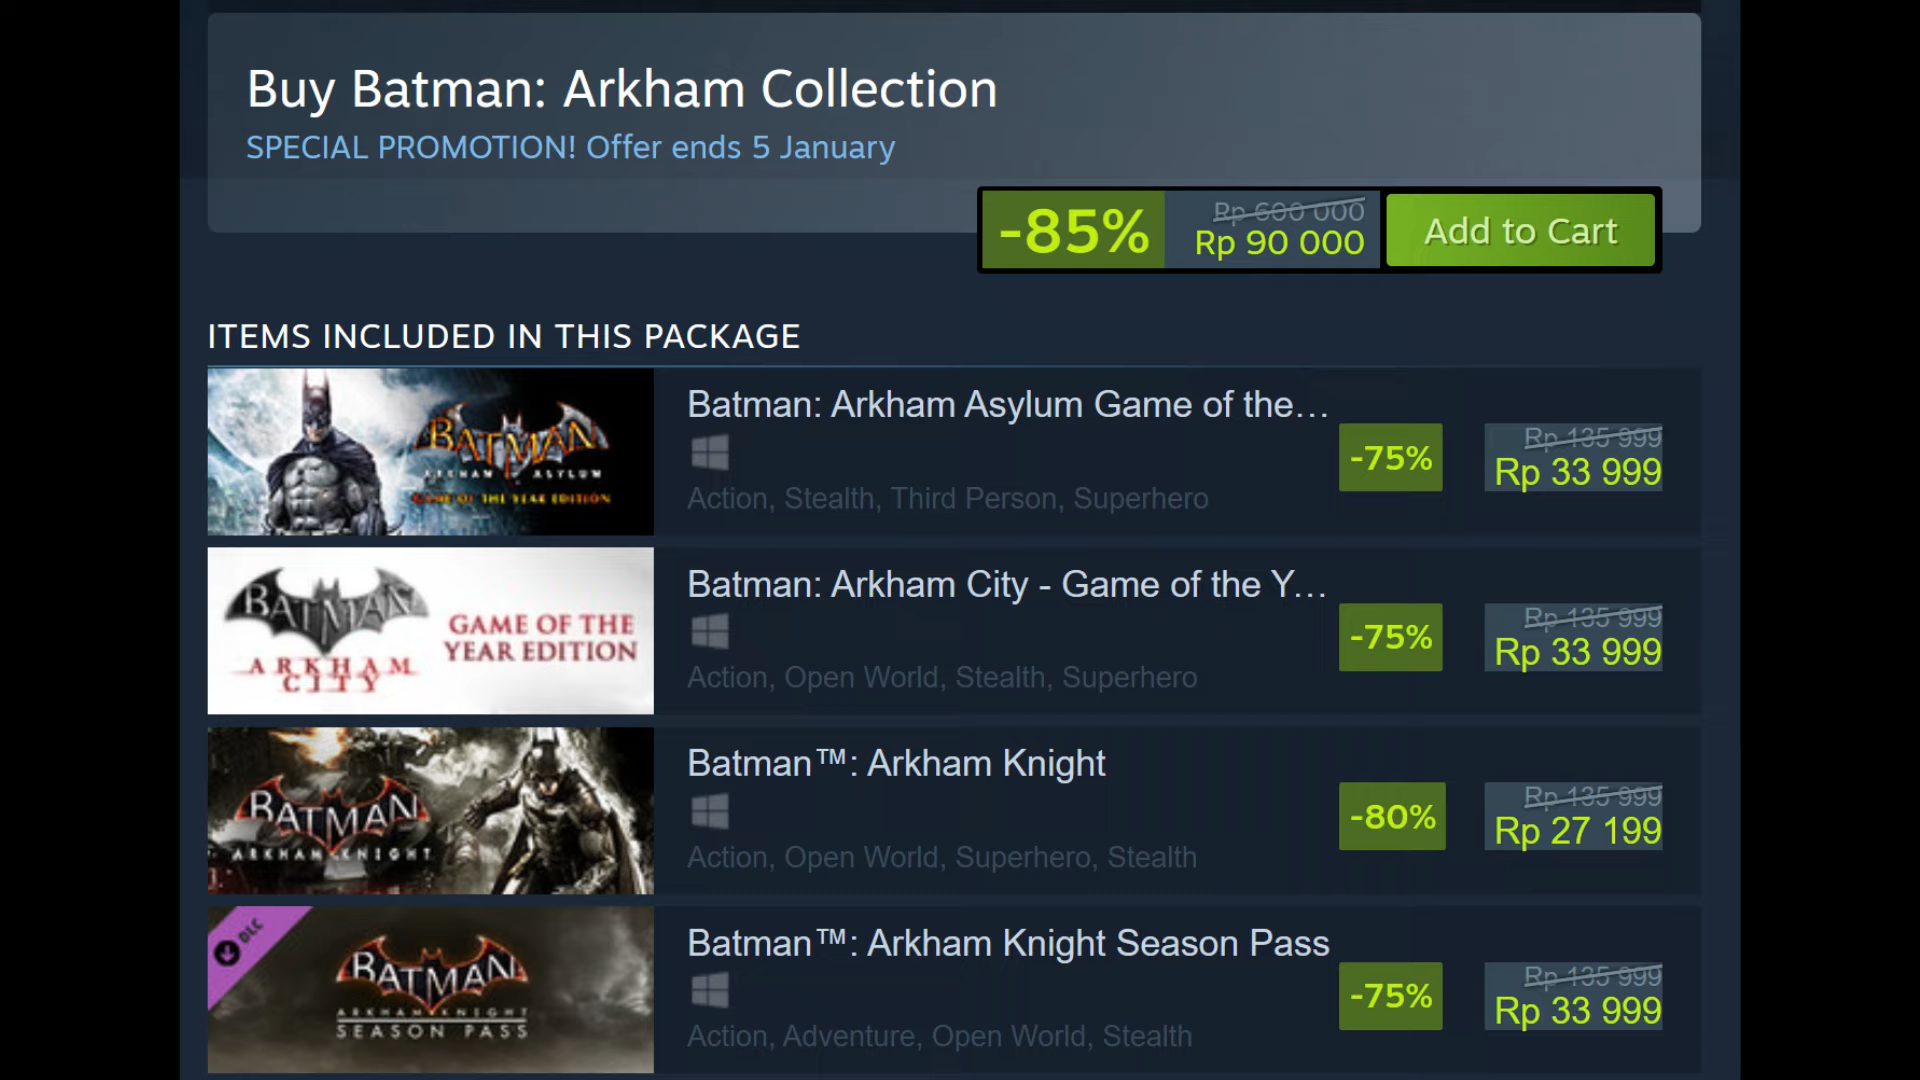 Buy Batman: Arkham Collection
SPECIAL PROMOTION! Offer ends 5 January
-85%
Rp 600 000
Rp 90 000
Add to Cart
ITEMS INCLUDED IN THIS PACKAGE
BATMAN
ARKHAM ASYLUM
GAME OF THE YEAR EDITION
Batman: Arkham Asylum Game of the...
Action, Stealth, Third Person, Superhero
-75%
Rp 135 999
Rp 33 999
BATMAN
ARKHAM
CITY
GAME OF THE
YEAR EDITION
Batman: Arkham City - Game of the Y...
Action, Open World, Stealth, Superhero
-75%
Rp 135 999
Rp 33 999
BATMAN
ARKHAM KNIGHT
Batman™: Arkham Knight
Action, Open World, Superhero, Stealth
-80%
Rp 135 999
Rp 27 199
DLC
BATMAN
ARKHAM KNIGHT
SEASON PASS
Batman™: Arkham Knight Season Pass
Action, Adventure, Open World, Stealth
-75%
Rp 135 999
Rp 33 999